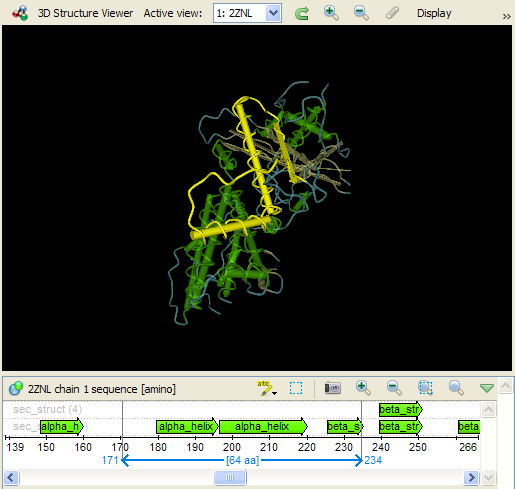 3D Structure Viewer Active view: 1: 2ZNL Display »
2ZNL chain 1 sequence [amino]
sec_struct (4)
beta_str
alpha_h alpha_helix alpha_helix beta_s beta_str beta
139 150 160 170 180 190 200 210 220 230 240 250 266
171 [64 aa] 234